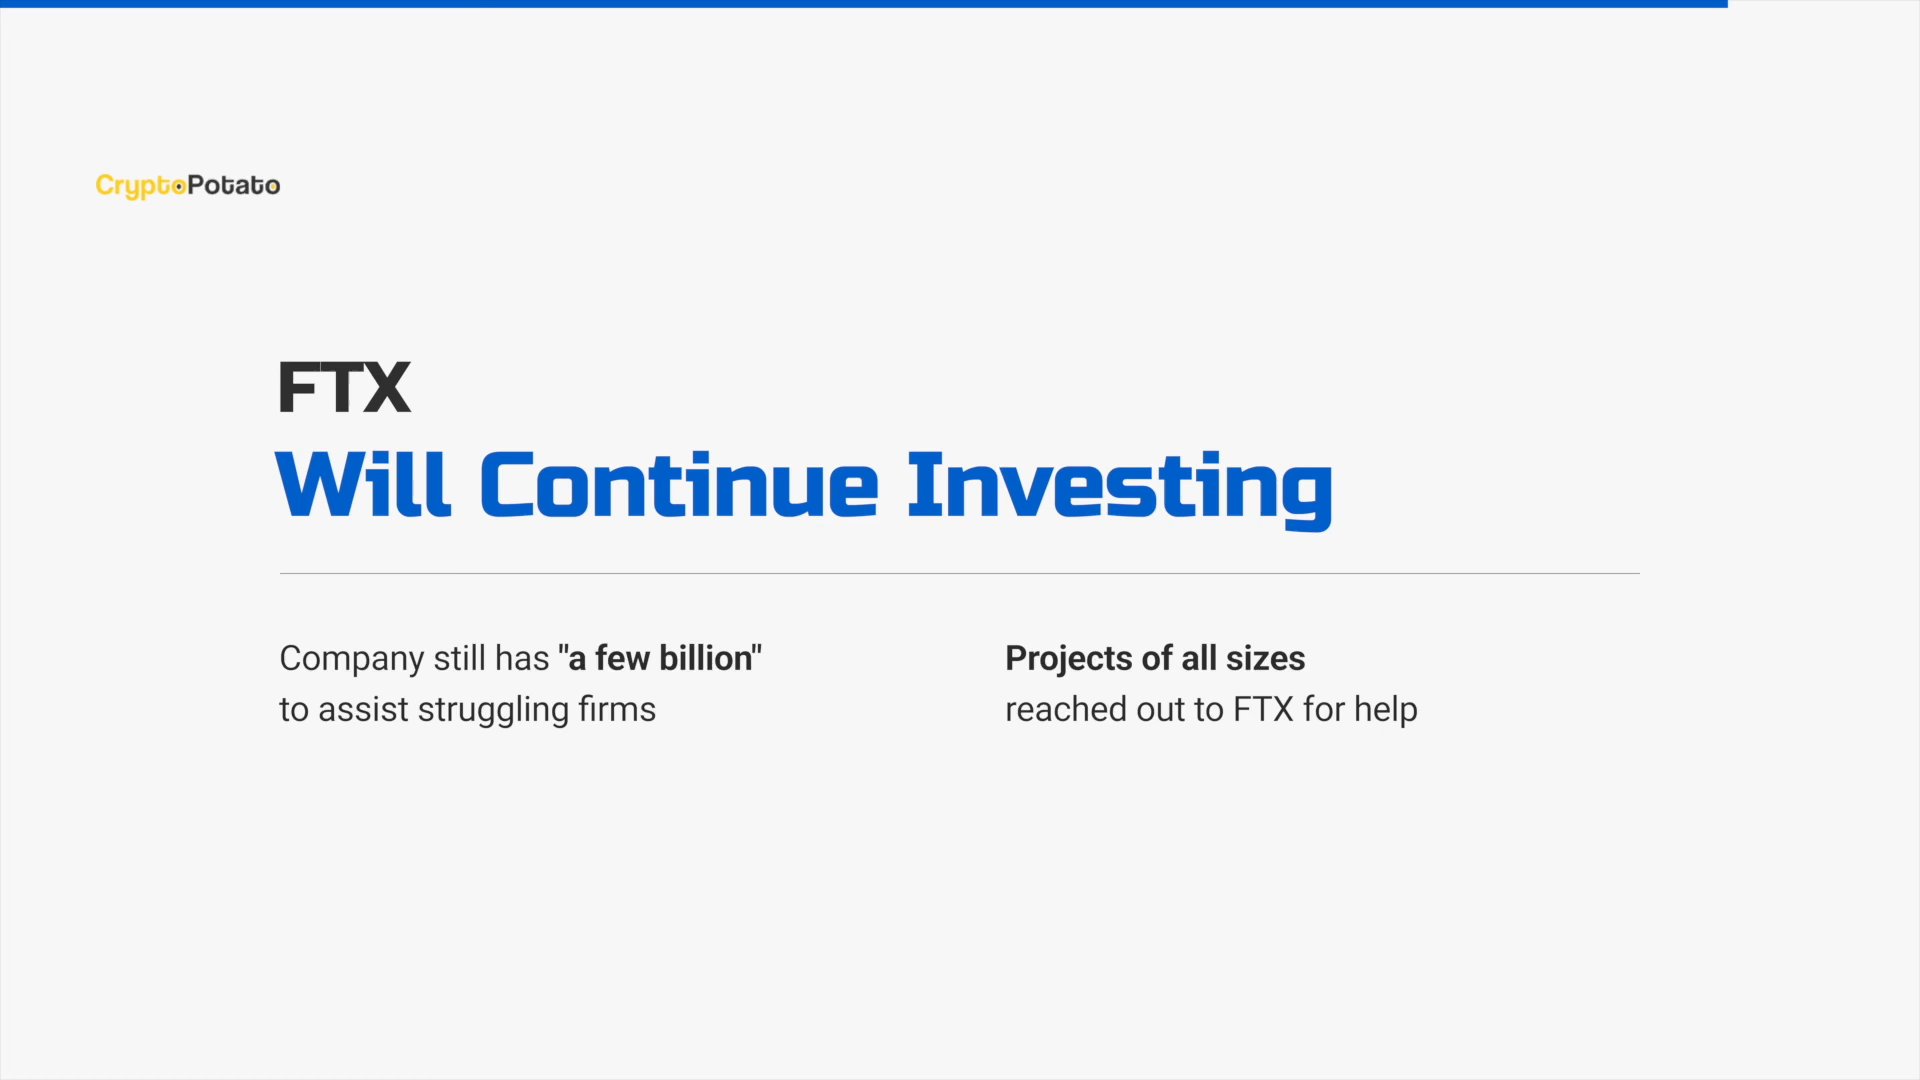 CryptoPotato
FTX
Will Continue Investing
Company still has "a few billion"
to assist struggling firms
Projects of all sizes
reached out to FTX for help